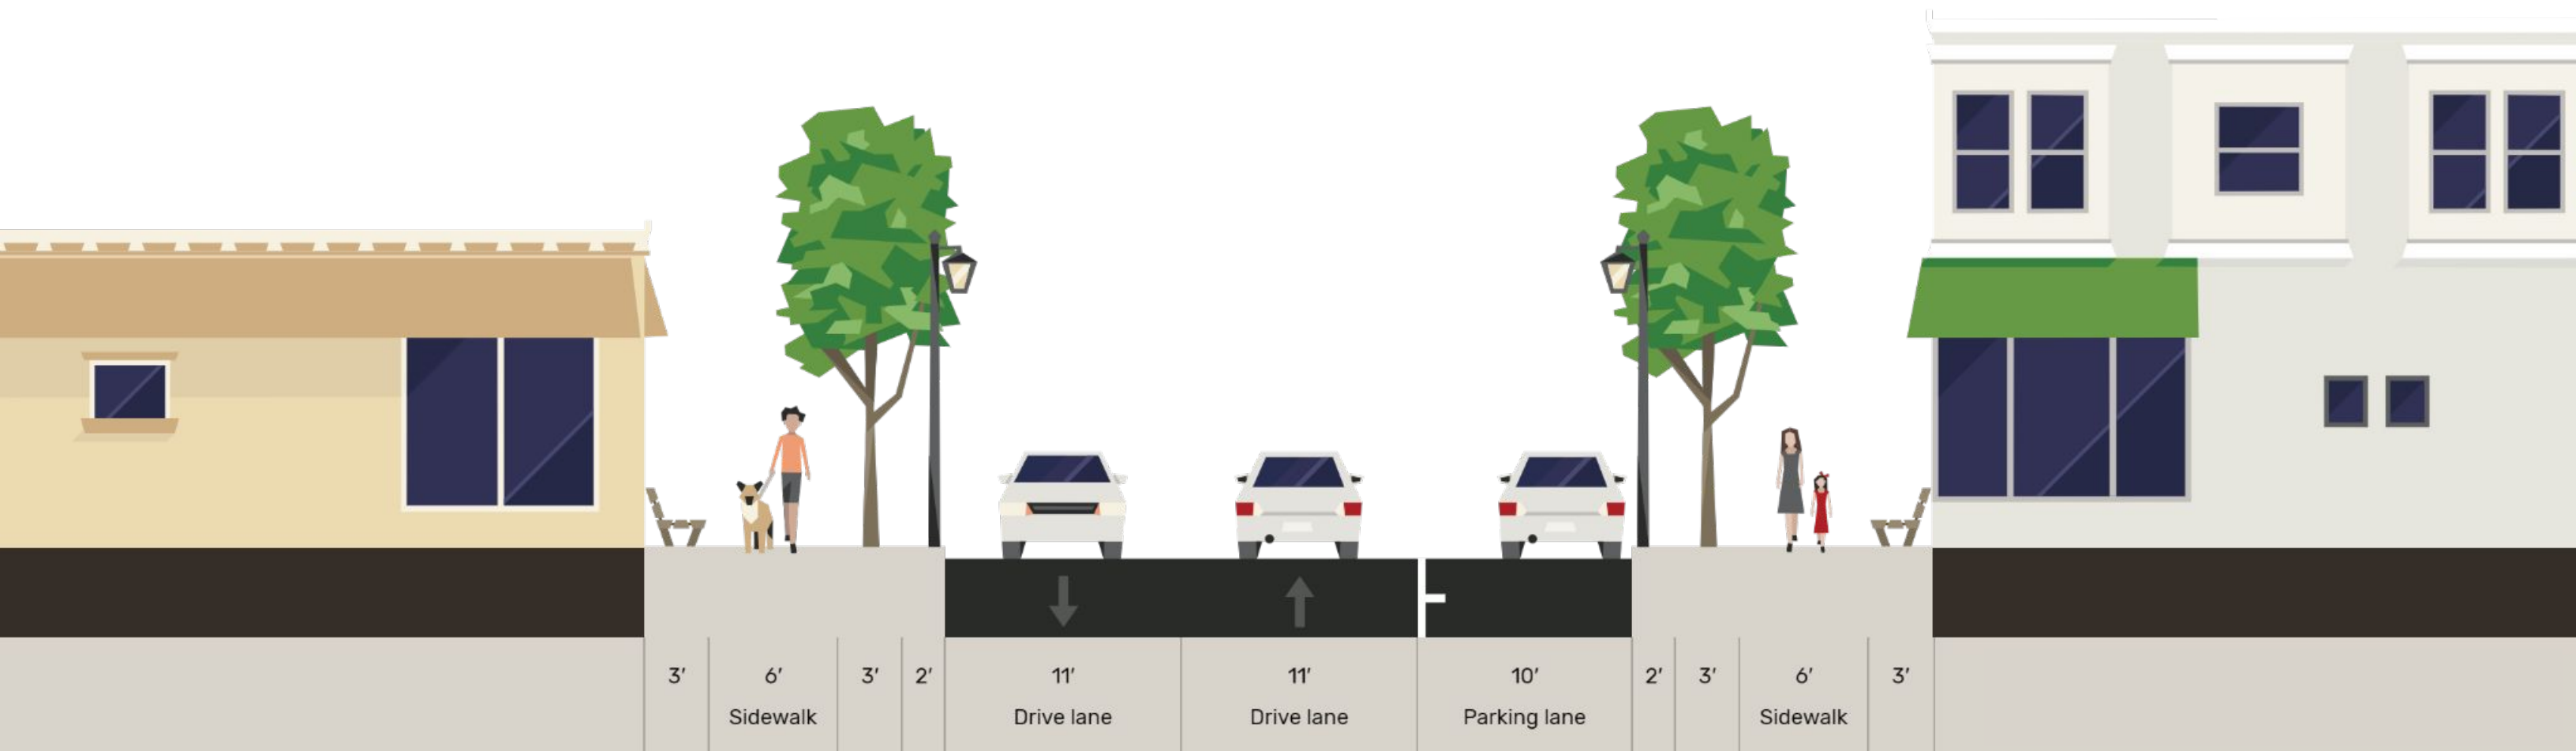 3′ 6′ 3′ 2′ 11′ 11′ 10′ 2′ 3′ 6′ 3′
Sidewalk Drive lane Drive lane Parking lane Sidewalk